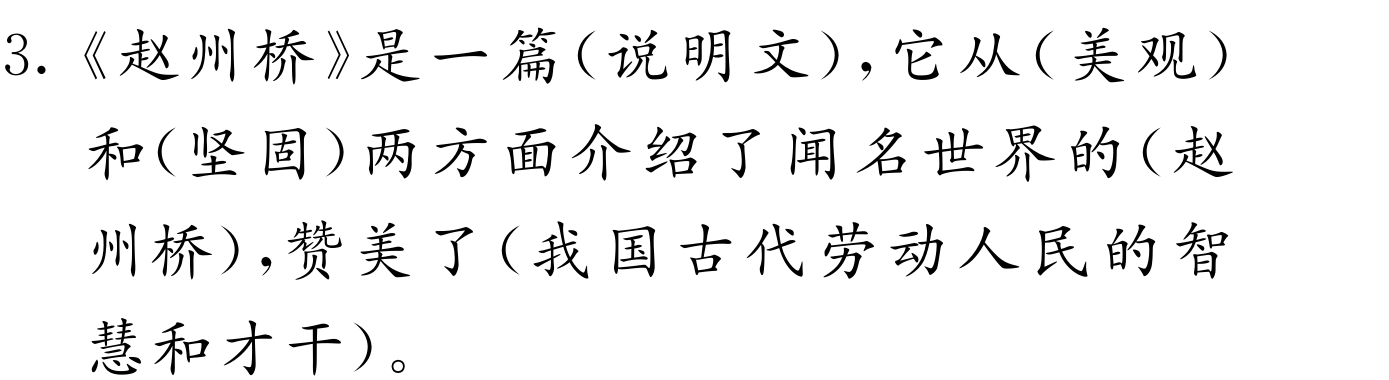 3.《赵州桥》是一篇(说明文),它从(美观)
和(坚固)两方面介绍了闻名世界的(赵
州桥),赞美了(我国古代劳动人民的智
慧和才干)。